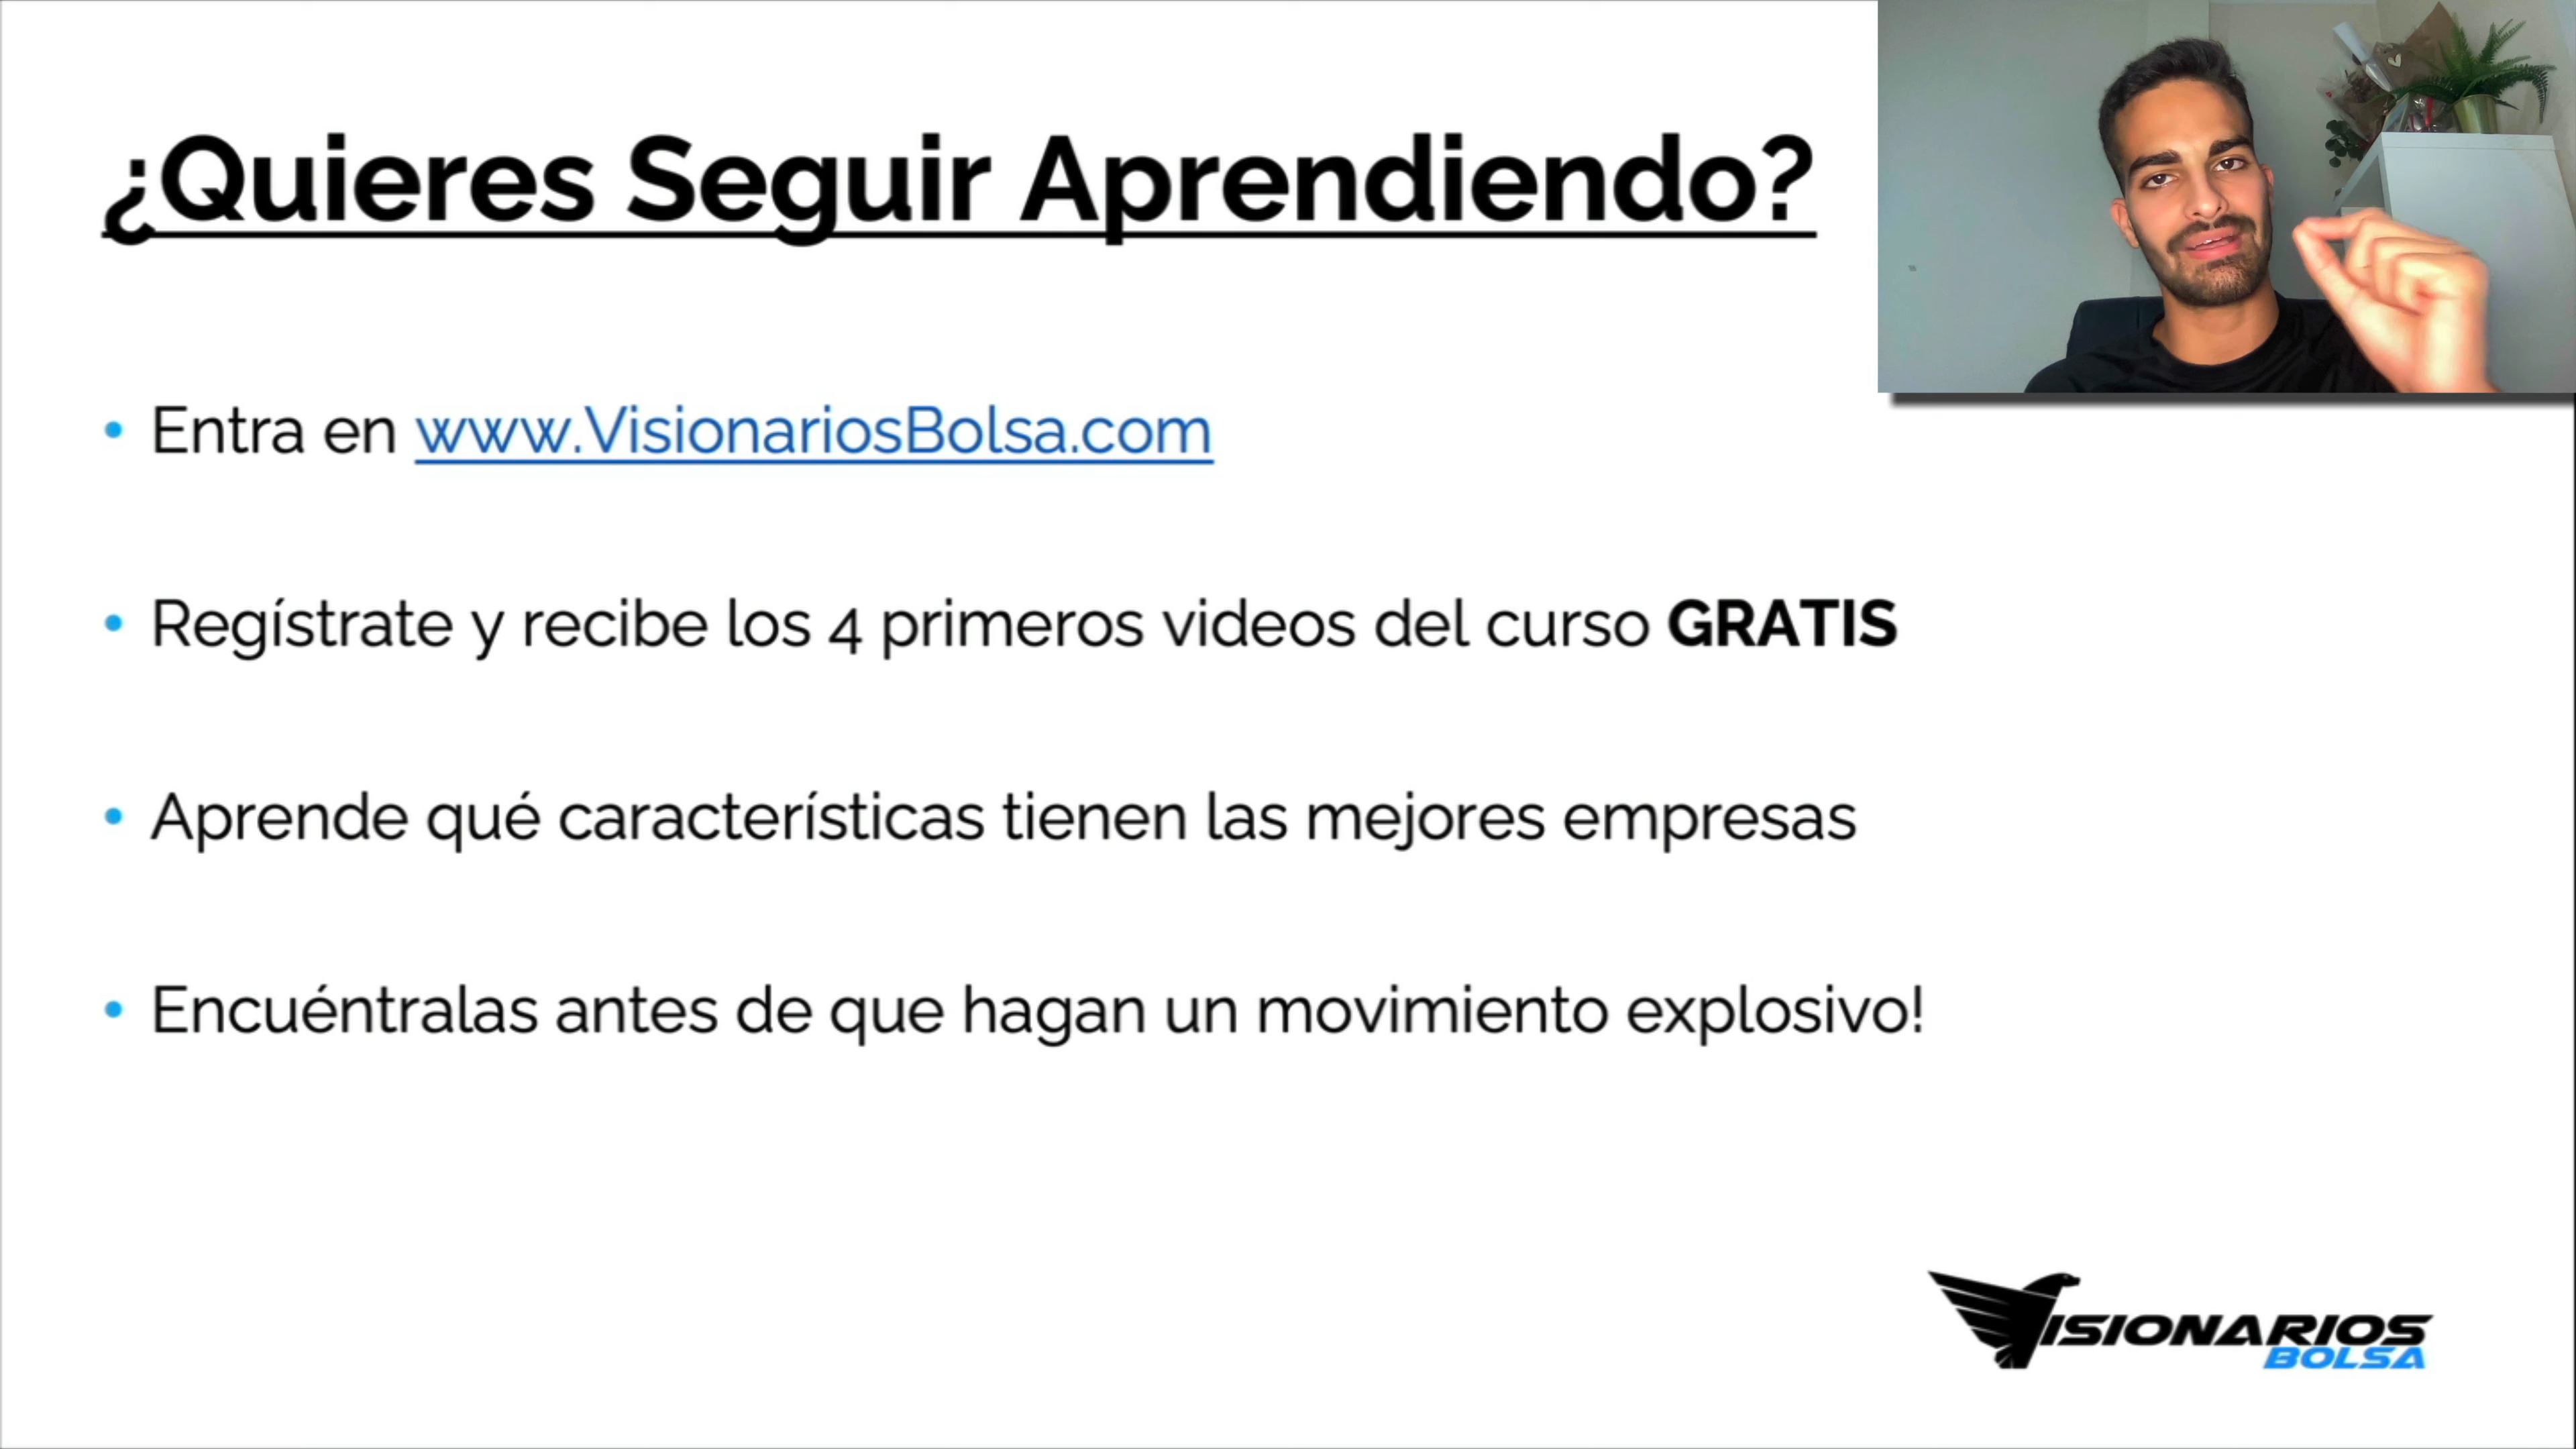 ¿Quieres Seguir Aprendiendo?
• Entra en www.VisionariosBolsa.com
• Regístrate y recibe los 4 primeros videos del curso GRATIS
• Aprende qué características tienen las mejores empresas
• Encuéntralas antes de que hagan un movimiento explosivo!
VISIONARIOS
BOLSA